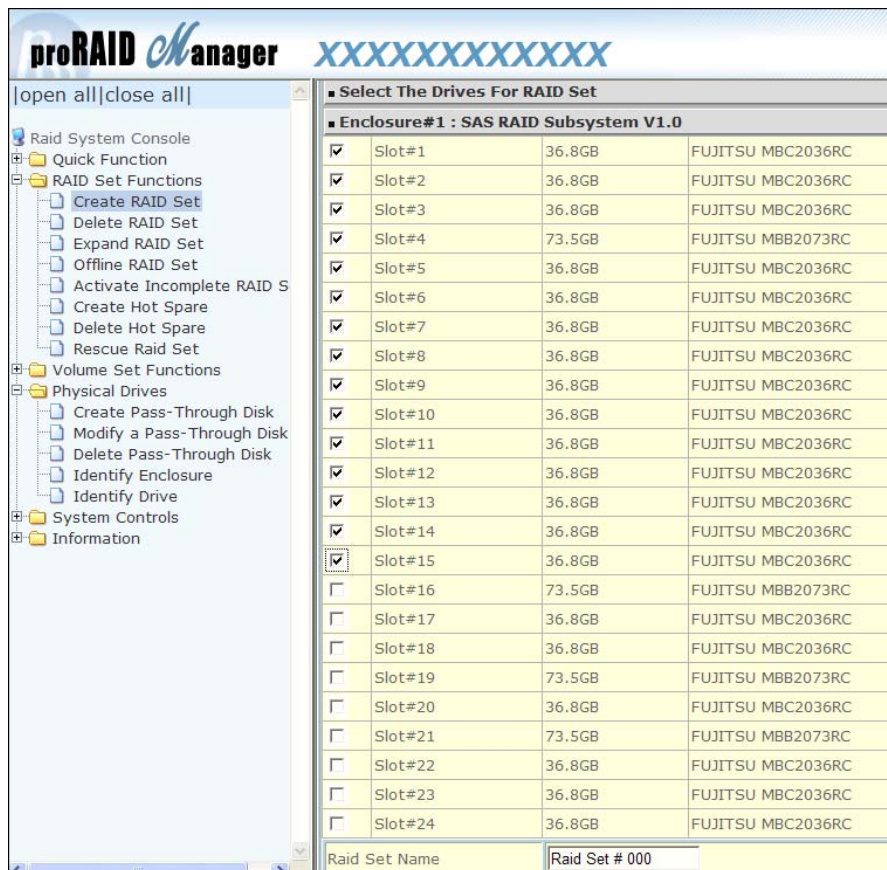 proRAID Manager XXXXXXXXXXXXX
|open all|close all|
Raid System Console
Quick Function
RAID Set Functions
Create RAID Set
Delete RAID Set
Expand RAID Set
Offline RAID Set
Activate Incomplete RAID S
Create Hot Spare
Delete Hot Spare
Rescue Raid Set
Volume Set Functions
Physical Drives
Create Pass-Through Disk
Modify a Pass-Through Disk
Delete Pass-Through Disk
Identify Enclosure
Identify Drive
System Controls
Information
Select The Drives For RAID Set
Enclosure#1 : SAS RAID Subsystem V1.0
Slot#1 36.8GB FUJITSU MBC2036RC
Slot#2 36.8GB FUJITSU MBC2036RC
Slot#3 36.8GB FUJITSU MBC2036RC
Slot#4 73.5GB FUJITSU MBB2073RC
Slot#5 36.8GB FUJITSU MBC2036RC
Slot#6 36.8GB FUJITSU MBC2036RC
Slot#7 36.8GB FUJITSU MBC2036RC
Slot#8 36.8GB FUJITSU MBC2036RC
Slot#9 36.8GB FUJITSU MBC2036RC
Slot#10 36.8GB FUJITSU MBC2036RC
Slot#11 36.8GB FUJITSU MBC2036RC
Slot#12 36.8GB FUJITSU MBC2036RC
Slot#13 36.8GB FUJITSU MBC2036RC
Slot#14 36.8GB FUJITSU MBC2036RC
Slot#15 36.8GB FUJITSU MBC2036RC
Slot#16 73.5GB FUJITSU MBB2073RC
Slot#17 36.8GB FUJITSU MBC2036RC
Slot#18 36.8GB FUJITSU MBC2036RC
Slot#19 73.5GB FUJITSU MBB2073RC
Slot#20 36.8GB FUJITSU MBC2036RC
Slot#21 73.5GB FUJITSU MBB2073RC
Slot#22 36.8GB FUJITSU MBC2036RC
Slot#23 36.8GB FUJITSU MBC2036RC
Slot#24 36.8GB FUJITSU MBC2036RC
Raid Set Name Raid Set # 000